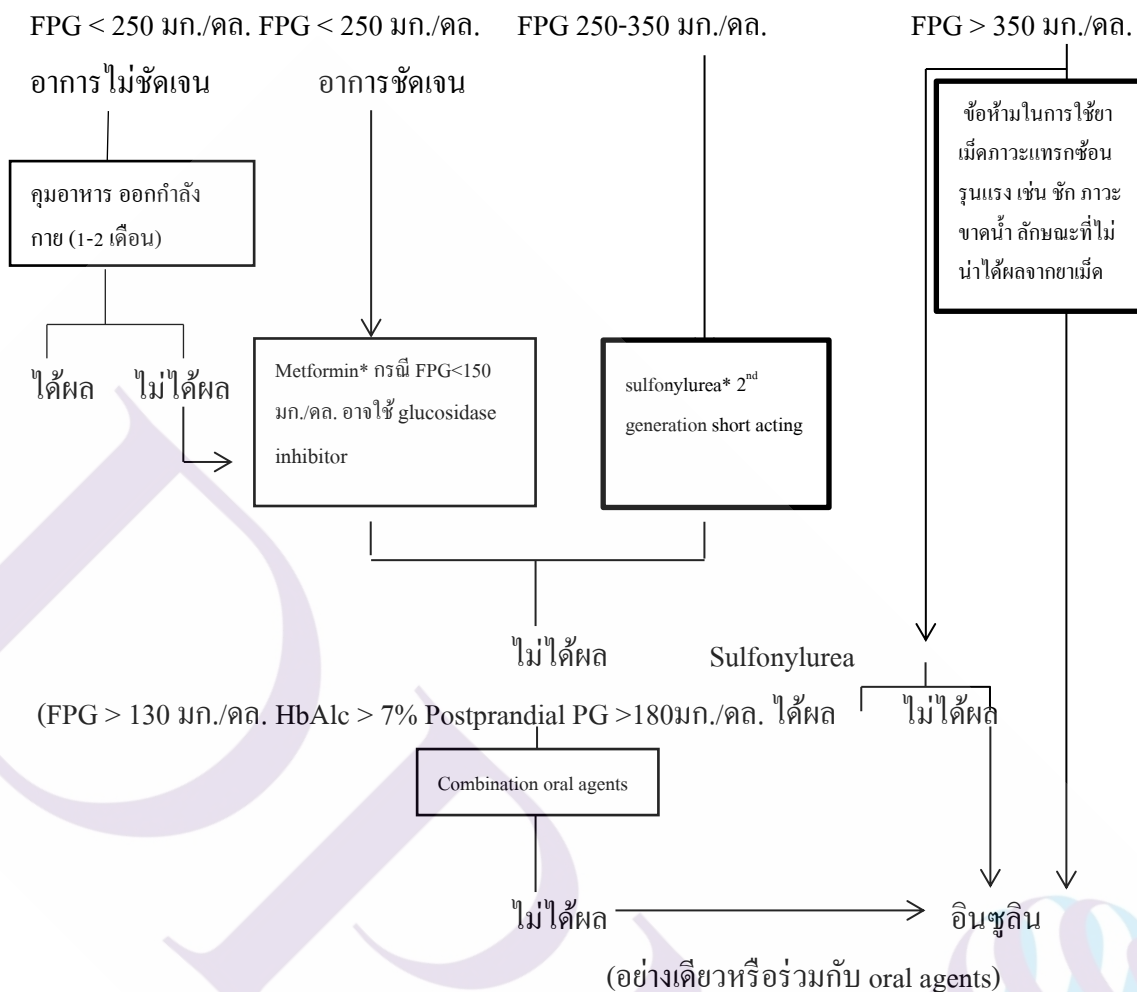 FPG < 250 มก./ดล. FPG < 250 มก./ดล. FPG 250-350 มก./ดล. FPG > 350 มก./ดล.
อาการไม่ชัดเจน อาการชัดเจน
ข้อห้ามในการใช้ยา
เม็ดภาวะแทรกซ้อน
รุนแรง เช่น ชัก ภาวะ
ขาดน้ำ ลักษณะที่ไม่
น่าได้ผลจากยาเม็ด
คุมอาหาร ออกกำลัง
กาย (1-2 เดือน)
ได้ผล ไม่ได้ผล
Metformin* กรณี FPG<150
มก./ดล. อาจใช้ glucosidase
inhibitor
sulfonylurea* 2nd
generation short acting
ไม่ได้ผล Sulfonylurea
(FPG > 130 มก./ดล. HbAlc > 7% Postprandial PG >180มก./ดล. ได้ผล ไม่ได้ผล
Combination oral agents
ไม่ได้ผล อินซูลิน
(อย่างเดียวหรือร่วมกับ oral agents)